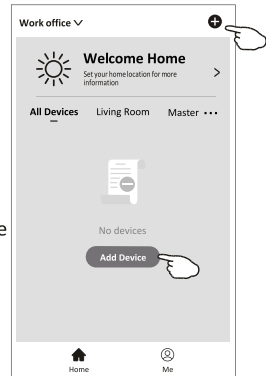 Work office
Welcome Home
Set your home location for more
information
All Devices Living Room Master
e
No devices
Add Device
Home Me